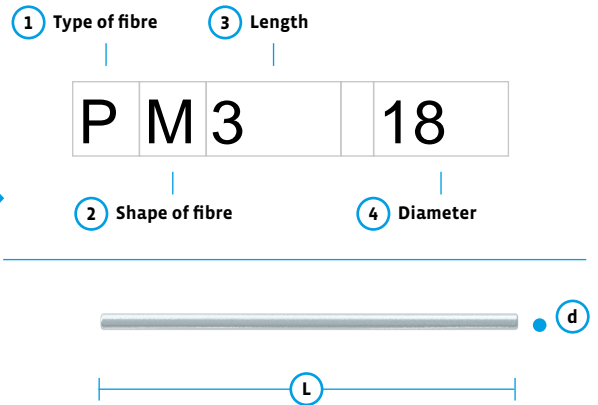 1 Type of fibre 3 Length
P M 3 18
2 Shape of fibre 4 Diameter
d
L